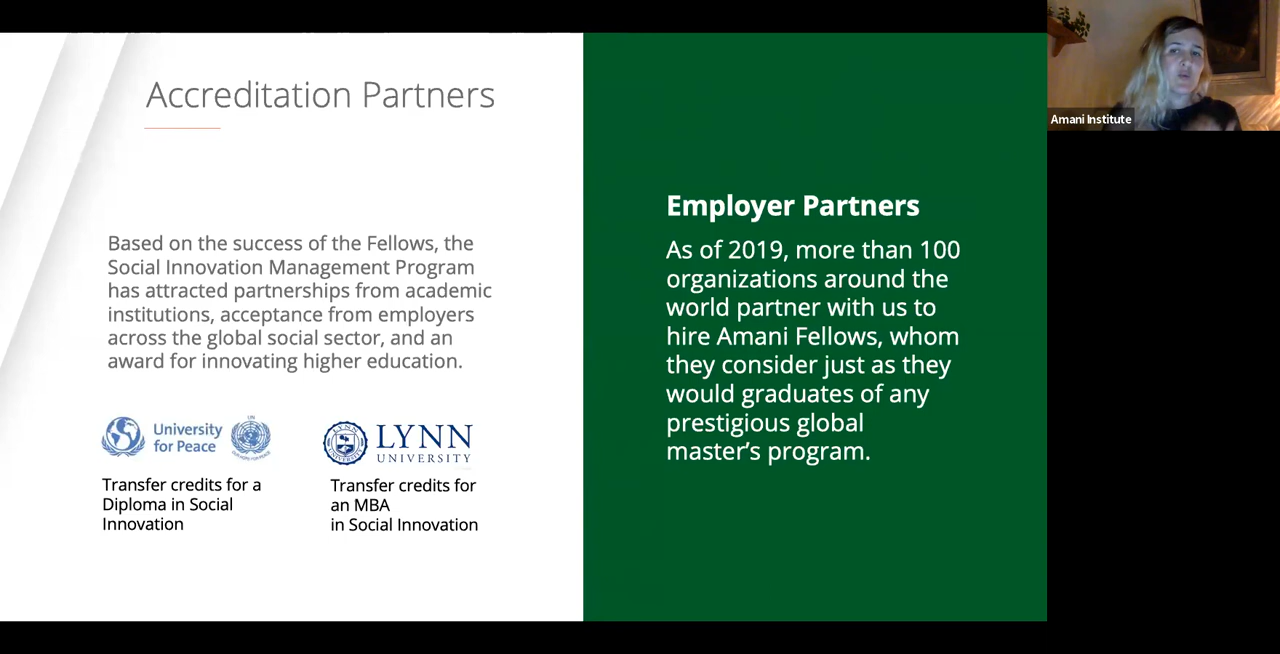 Accreditation Partners
Based on the success of the Fellows, the
Social Innovation Management Program
has attracted partnerships from academic
institutions, acceptance from employers
across the global social sector, and an
award for innovating higher education.
University
for Peace
LYNN
UNIVERSITY
Transfer credits for a
Diploma in Social
Innovation
Transfer credits for
an MBA
in Social Innovation
Employer Partners
As of 2019, more than 100
organizations around the
world partner with us to
hire Amani Fellows, whom
they consider just as they
would graduates of any
prestigious global
master’s program.
Amani Institute